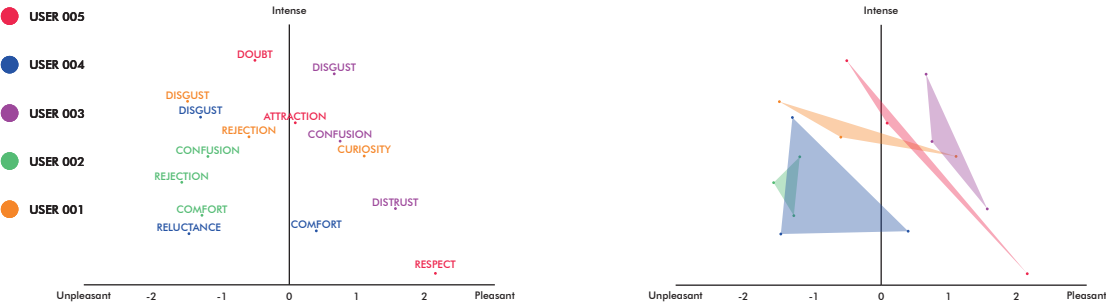 USER 005
USER 004
USER 003
USER 002
USER 001
Intense
DOUBT
DISGUST
DISGUST
DISGUST
ATTRACTION
REJECTION
CONFUSION
CONFUSION
CURIOSITY
REJECTION
DISTRUST
COMFORT
RELUCTANCE
COMFORT
RESPECT
Unpleasant -2 -1 0 1 2 Pleasant
Intense
Unpleasant -2 -1 0 1 2 Pleasant